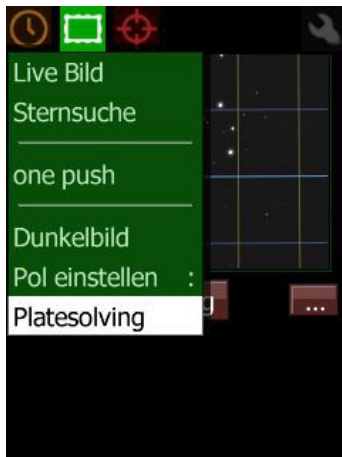 Live Bild
Sternsuche
one push
Dunkelbild
Pol einstellen :
Platesolving
g
...